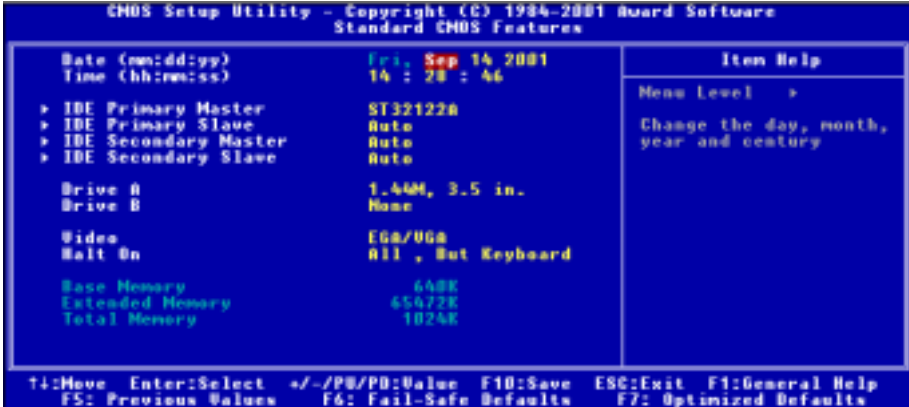 CMOS Setup Utility - Copyright (C) 1984-2001 Award Software
Standard CMOS Features
Date (mm:dd:yy) Fri, Sep 14 2001
Time (hh:mm:ss) 14 : 20 : 46
▸ IDE Primary Master ST32122A
▸ IDE Primary Slave Auto
▸ IDE Secondary Master Auto
▸ IDE Secondary Slave Auto
Drive A 1.44M, 3.5 in.
Drive B None
Video EGA/VGA
Halt On All , But Keyboard
Base Memory 640K
Extended Memory 65472K
Total Memory 1024K
Item Help
Menu Level ▸
Change the day, month,
year and century
↑↓:Move Enter:Select +/-/PU/PD:Value F10:Save ESC:Exit F1:General Help
F5: Previous Values F6: Fail-Safe Defaults F7: Optimized Defaults